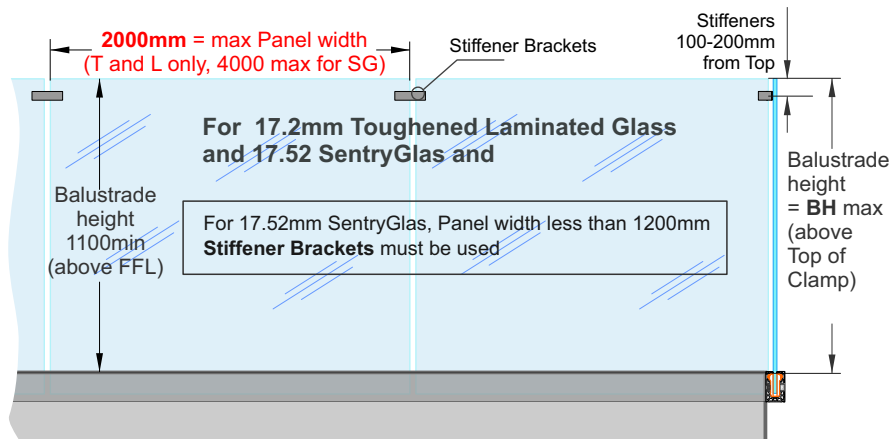 2000mm = max Panel width
(T and L only, 4000 max for SG)
Stiffener Brackets
Stiffeners
100-200mm
from Top
For 17.2mm Toughened Laminated Glass
and 17.52 SentryGlas and
Balustrade
height
1100min
(above FFL)
For 17.52mm SentryGlas, Panel width less than 1200mm
Stiffener Brackets must be used
Balustrade
height
= BH max
(above
Top of
Clamp)